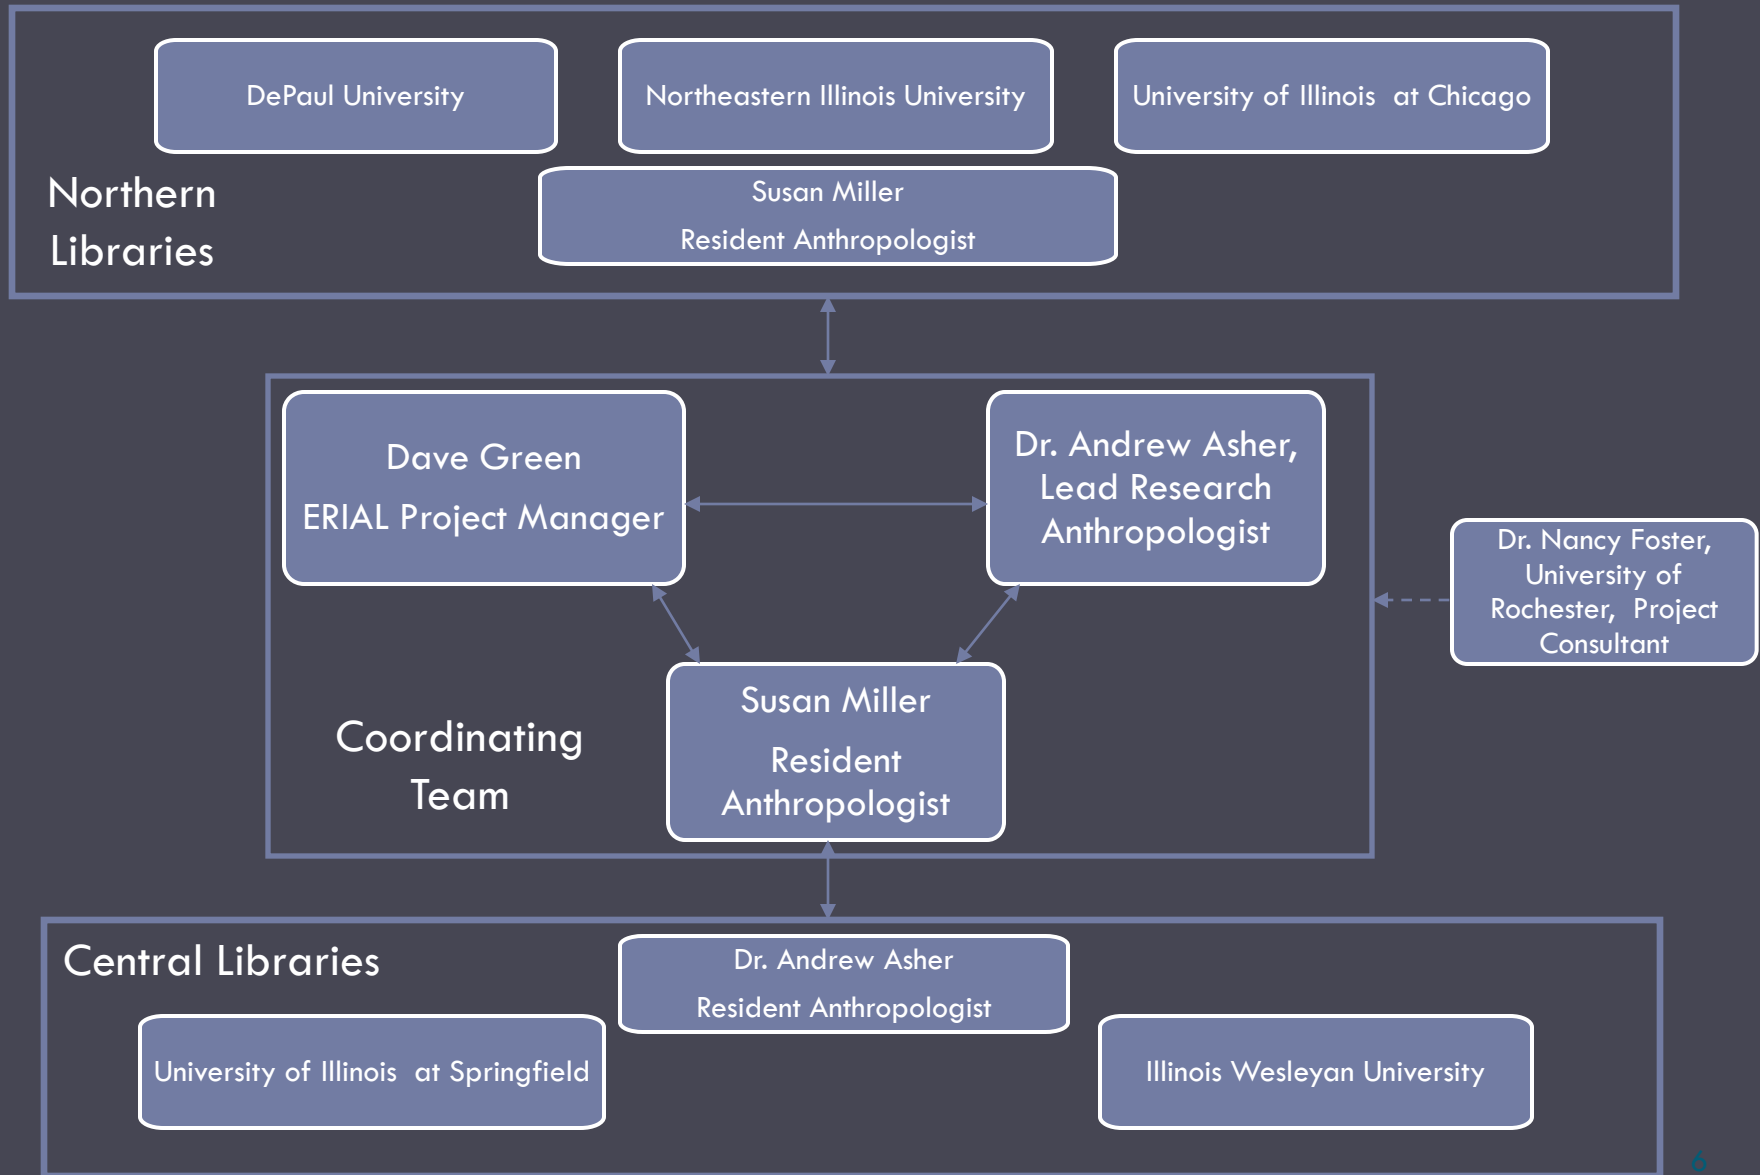 DePaul University
Northeastern Illinois University
University of Illinois at Chicago
Northern
Libraries
Susan Miller
Resident Anthropologist
Dave Green
ERIAL Project Manager
Dr. Andrew Asher,
Lead Research
Anthropologist
Dr. Nancy Foster,
University of
Rochester, Project
Consultant
Susan Miller
Resident
Anthropologist
Coordinating
Team
Central Libraries
Dr. Andrew Asher
Resident Anthropologist
University of Illinois at Springfield
Illinois Wesleyan University
6